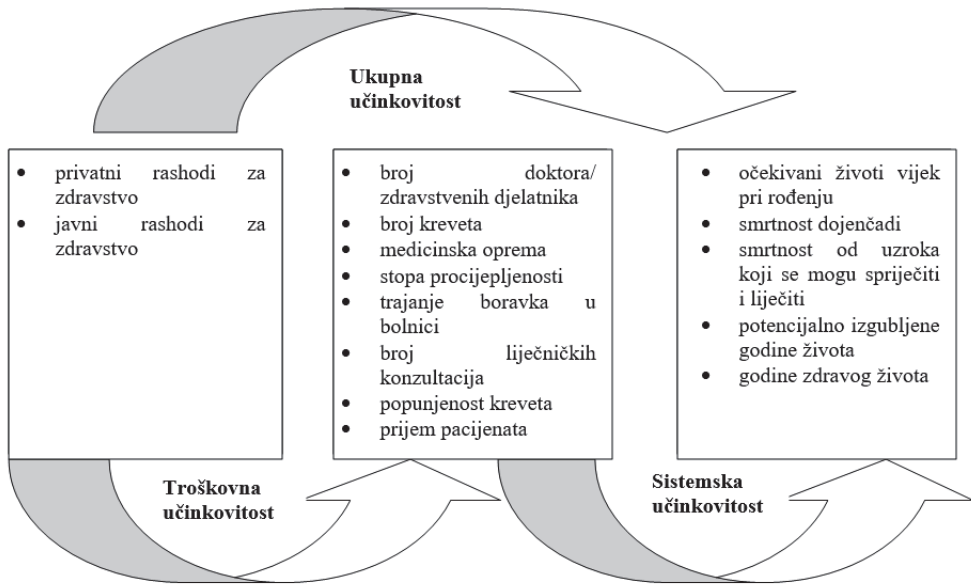 Ukupna
učinkovitost
• privatni rashodi za
zdravstvo
• javni rashodi za
zdravstvo
• broj doktora/
zdravstvenih djelatnika
• broj kreveta
• medicinska oprema
• stopa procijepljenosti
• trajanje boravka u
bolnici
• broj liječničkih
konzultacija
• popunjenost kreveta
• prijem pacijenata
• očekivani životi vijek
pri rođenju
• smrtnost dojenčadi
• smrtnost od uzroka
koji se mogu spriječiti
i liječiti
• potencijalno izgubljene
godine života
• godine zdravog života
Troškovna
učinkovitost
Sistemska
učinkovitost